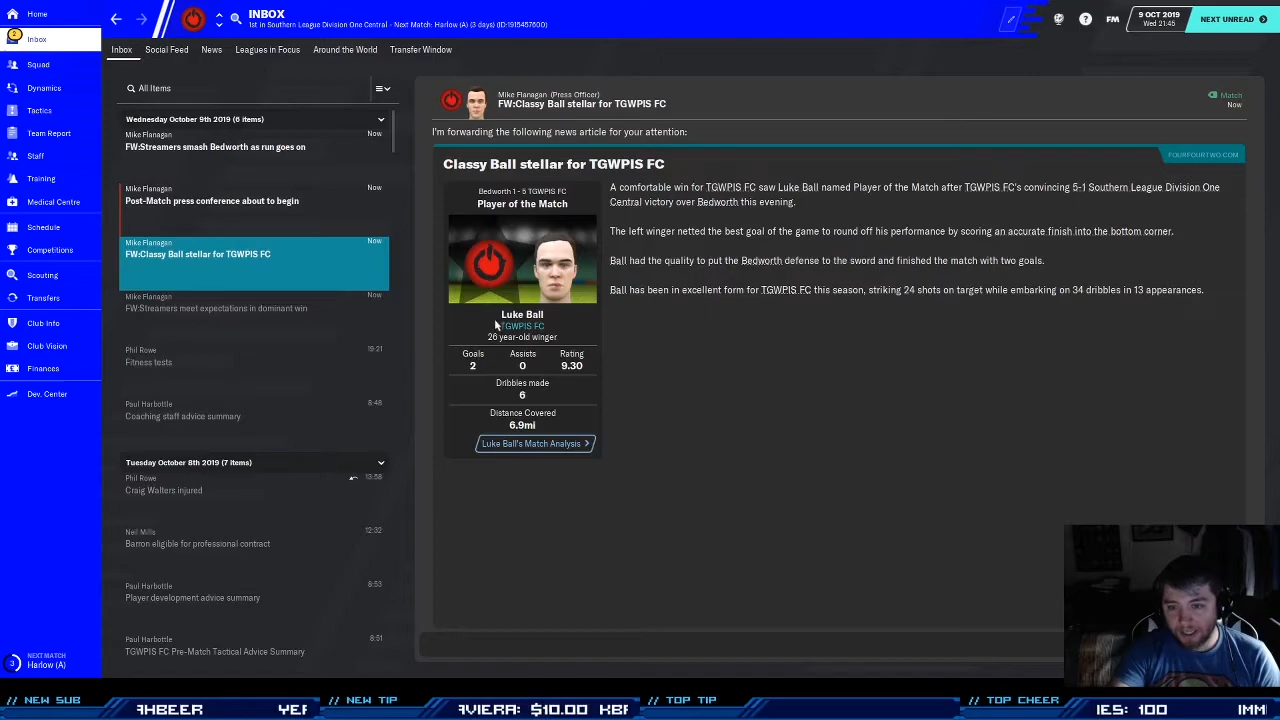 INBOX
1st in Southern League Division One Central - Next Match: Harlow (A) (3 days) (ID:1915457600)
FM
9 OCT 2019
Wed 21:45
NEXT UNREAD
Home
2
Inbox
Squad
Dynamics
Tactics
Team Report
Staff
Training
Medical Centre
Schedule
Competitions
Scouting
Transfers
Club Info
Club Vision
Finances
Dev. Center
3
NEXT MATCH
Harlow (A)
Inbox Social Feed News Leagues in Focus Around the World Transfer Window
All Items
Wednesday October 9th 2019 (6 items)
Mike Flanagan Now
FW:Streamers smash Bedworth as run goes on
Mike Flanagan Now
Post-Match press conference about to begin
Mike Flanagan Now
FW:Classy Ball stellar for TGWPIS FC
Mike Flanagan Now
FW:Streamers meet expectations in dominant win
Phil Rowe 19:21
Fitness tests
Paul Harbottle 8:48
Coaching staff advice summary
Tuesday October 8th 2019 (7 items)
Phil Rowe 13:58
Craig Walters injured
Neil Mills 12:32
Barron eligible for professional contract
Paul Harbottle 8:53
Player development advice summary
Paul Harbottle 8:31
TGWPIS FC Pre-Match Tactical Advice Summary
Mike Flanagan (Press Officer)
FW:Classy Ball stellar for TGWPIS FC
Match
Now
I'm forwarding the following news article for your attention:
Classy Ball stellar for TGWPIS FC
FOURFOURTWO.COM
Bedworth 1 - 5 TGWPIS FC
Player of the Match
Luke Ball
TGWPIS FC
26 year-old winger
Goals Assists Rating
2 0 9.30
Dribbles made
6
Distance Covered
6.9mi
Luke Ball's Match Analysis
A comfortable win for TGWPIS FC saw Luke Ball named Player of the Match after TGWPIS FC's convincing 5-1 Southern League Division One
Central victory over Bedworth this evening.
The left winger netted the best goal of the game to round off his performance by scoring an accurate finish into the bottom corner.
Ball had the quality to put the Bedworth defense to the sword and finished the match with two goals.
Ball has been in excellent form for TGWPIS FC this season, striking 24 shots on target while embarking on 34 dribbles in 13 appearances.
// NEW SUB // NEW TIP // TOP TIP // TOP CHEER
$10.00
IES: 100